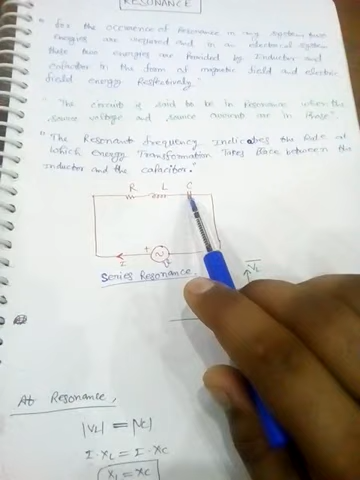 RESONANCE
" For the occurrence of Resonance in any system two
energies are required and in an electrical system
these two energies are Provided by Inductor and
capacitor in the form of magnetic field and electric
field energy Respectively."
" The circuit is said to be in Resonance when the
source voltage and source current are in Phase".
" The Resonant frequency indicates the Rate at
which energy Transformation takes Place between the
inductor and the capacitor."
R L C
+
I V
Series Resonance
VL
At Resonance
|VL| = |VC|
I·XL = I·XC
XL = XC